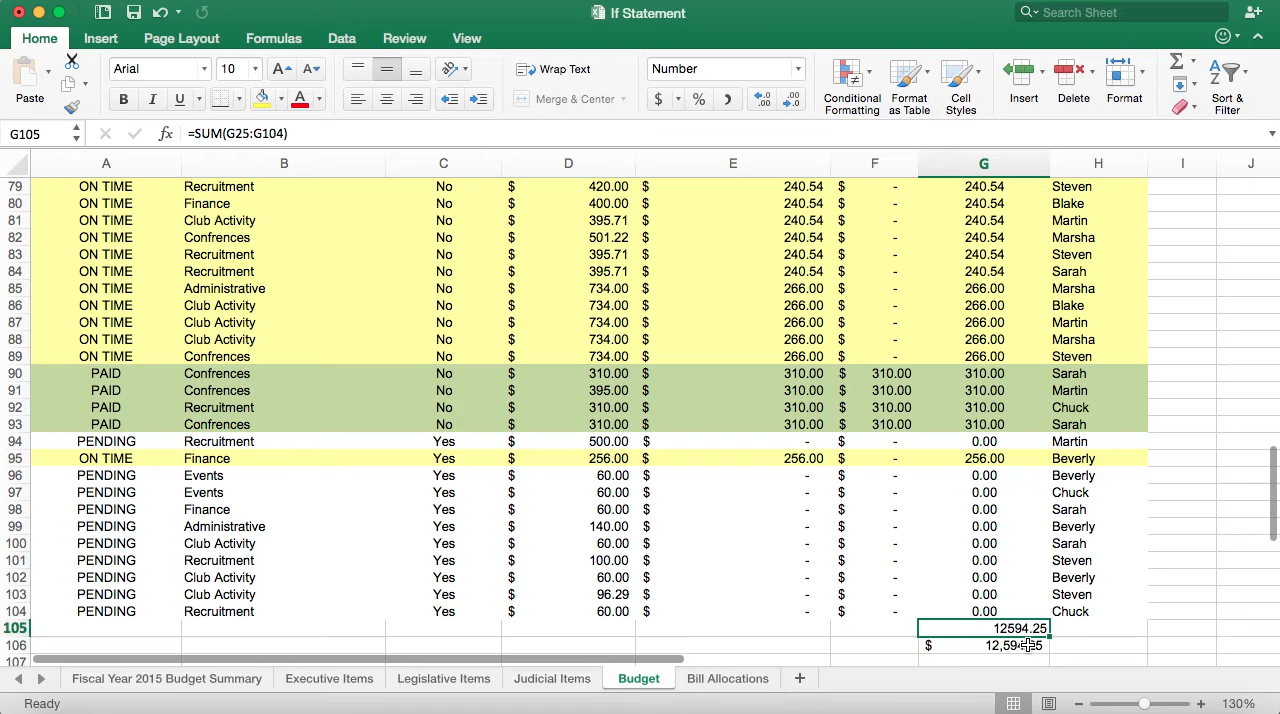 If Statement
Search Sheet
Home Insert Page Layout Formulas Data Review View
Paste
Arial 10 A A
Wrap Text
Number
Conditional Formatting
Format as Table
Cell Styles
Insert
Delete
Format
Sort & Filter
B I U A
Merge & Center
$ %
G105 fx =SUM(G25:G104)
A B C D E F G H I J
79 ON TIME Recruitment No $ 420.00 $ 240.54 $ - 240.54 Steven
80 ON TIME Finance No $ 400.00 $ 240.54 $ - 240.54 Blake
81 ON TIME Club Activity No $ 395.71 $ 240.54 $ - 240.54 Martin
82 ON TIME Confrences No $ 501.22 $ 240.54 $ - 240.54 Marsha
83 ON TIME Recruitment No $ 395.71 $ 240.54 $ - 240.54 Steven
84 ON TIME Recruitment No $ 395.71 $ 240.54 $ - 240.54 Sarah
85 ON TIME Administrative No $ 734.00 $ 266.00 $ - 266.00 Marsha
86 ON TIME Club Activity No $ 734.00 $ 266.00 $ - 266.00 Blake
87 ON TIME Club Activity No $ 734.00 $ 266.00 $ - 266.00 Martin
88 ON TIME Club Activity No $ 734.00 $ 266.00 $ - 266.00 Marsha
89 ON TIME Confrences No $ 734.00 $ 266.00 $ - 266.00 Steven
90 PAID Confrences No $ 310.00 $ 310.00 $ 310.00 310.00 Sarah
91 PAID Confrences No $ 395.00 $ 310.00 $ 310.00 310.00 Martin
92 PAID Recruitment No $ 310.00 $ 310.00 $ 310.00 310.00 Chuck
93 PAID Confrences No $ 310.00 $ 310.00 $ 310.00 310.00 Sarah
94 PENDING Recruitment Yes $ 500.00 $ - $ - 0.00 Martin
95 ON TIME Finance Yes $ 256.00 $ 256.00 $ - 256.00 Beverly
96 PENDING Events Yes $ 60.00 $ - $ - 0.00 Beverly
97 PENDING Events Yes $ 60.00 $ - $ - 0.00 Chuck
98 PENDING Finance Yes $ 60.00 $ - $ - 0.00 Sarah
99 PENDING Administrative Yes $ 140.00 $ - $ - 0.00 Beverly
100 PENDING Club Activity Yes $ 60.00 $ - $ - 0.00 Sarah
101 PENDING Recruitment Yes $ 100.00 $ - $ - 0.00 Steven
102 PENDING Club Activity Yes $ 60.00 $ - $ - 0.00 Beverly
103 PENDING Club Activity Yes $ 96.29 $ - $ - 0.00 Steven
104 PENDING Recruitment Yes $ 60.00 $ - $ - 0.00 Chuck
105 12594.25
106 $
107
Fiscal Year 2015 Budget Summary Executive Items Legislative Items Judicial Items Budget Bill Allocations
Ready 130%